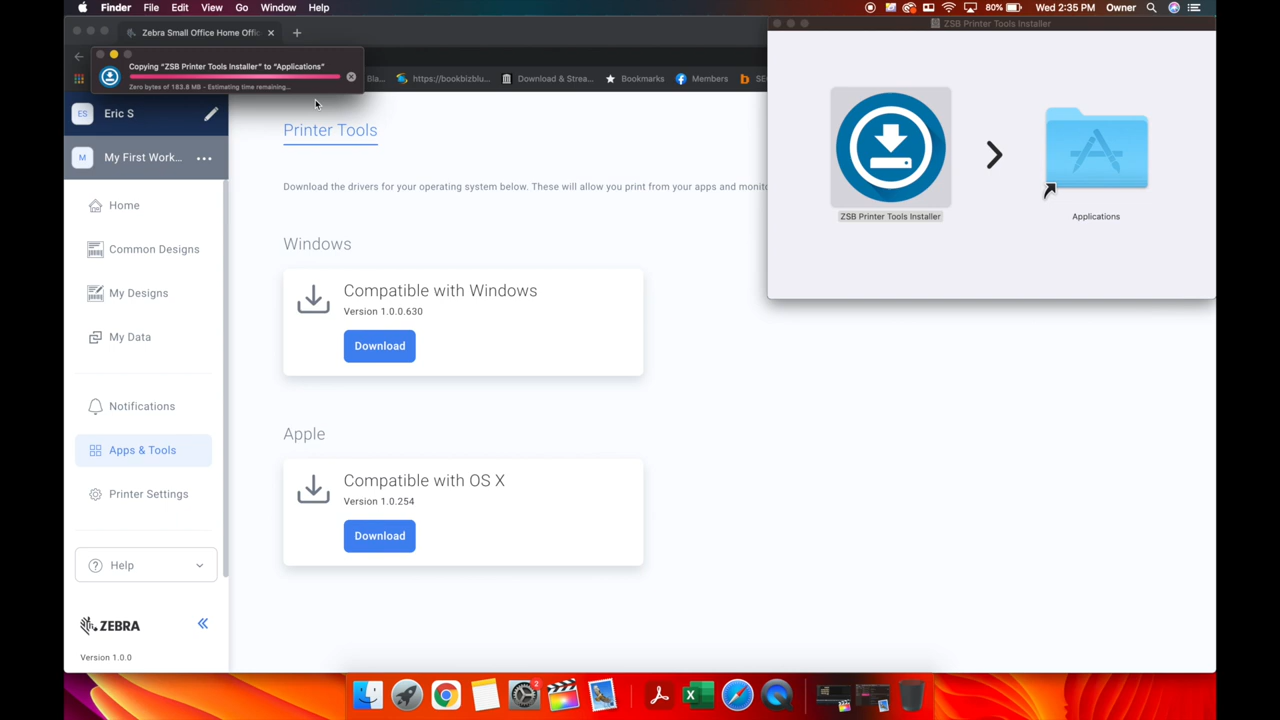 Finder File Edit View Go Window Help 80% Wed 2:35 PM Owner
Zebra Small Office Home Offic
ZSB Printer Tools Installer
Copying “ZSB Printer Tools Installer” to “Applications”
Zero bytes of 183.8 MB - Estimating time remaining...
Bla... https://bookbizblu... Download & Strea... Bookmarks Members
ES Eric S
M My First Work...
Home
Common Designs
My Designs
My Data
Notifications
Apps & Tools
Printer Settings
Help
ZEBRA
Version 1.0.0
Printer Tools
Download the drivers for your operating system below. These will allow you print from your apps and monito
Windows
Compatible with Windows
Version 1.0.0.630
Download
Apple
Compatible with OS X
Version 1.0.254
Download
ZSB Printer Tools Installer
Applications
2